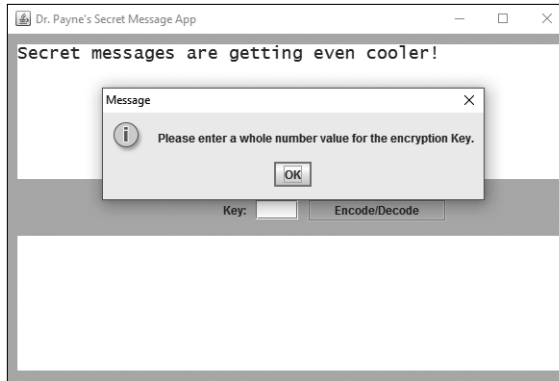 Dr. Payne's Secret Message App
Secret messages are getting even cooler!
Message
Please enter a whole number value for the encryption Key.
OK
Key:
Encode/Decode